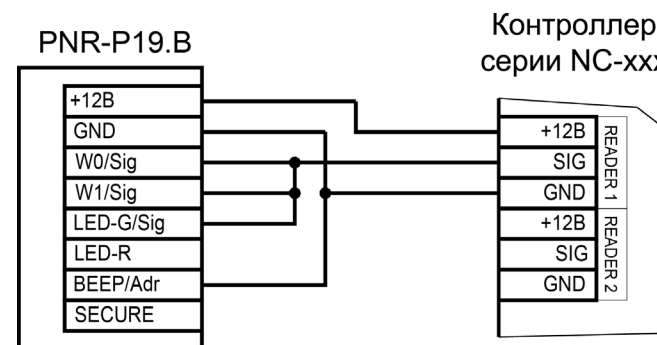 PNR-P19.B
+12В
GND
W0/Sig
W1/Sig
LED-G/Sig
LED-R
BEEP/Adr
SECURE
Контроллер
серии NC-xxx
+12В
SIG
GND
READER 1
+12В
SIG
GND
READER 2